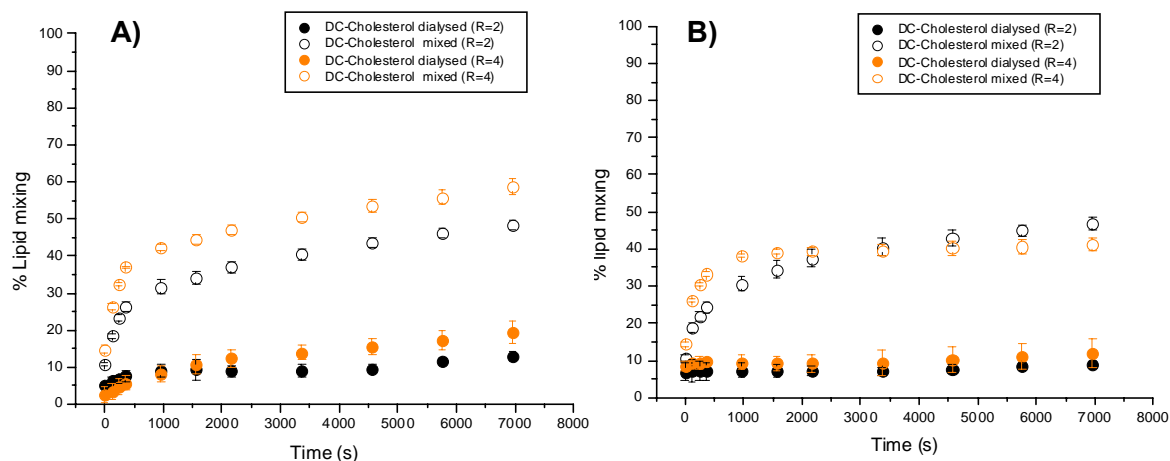 A)
DC-Cholesterol dialysed (R=2)
DC-Cholesterol mixed (R=2)
DC-Cholesterol dialysed (R=4)
DC-Cholesterol mixed (R=4)
% Lipid mixing
100
90
80
70
60
50
40
30
20
10
0
0 1000 2000 3000 4000 5000 6000 7000 8000
Time (s)
B)
DC-Cholesterol dialysed (R=2)
DC-Cholesterol mixed (R=2)
DC-Cholesterol dialysed (R=4)
DC-Cholesterol mixed (R=4)
% lipid mixing
100
90
80
70
60
50
40
30
20
10
0
0 1000 2000 3000 4000 5000 6000 7000 8000
Time (s)